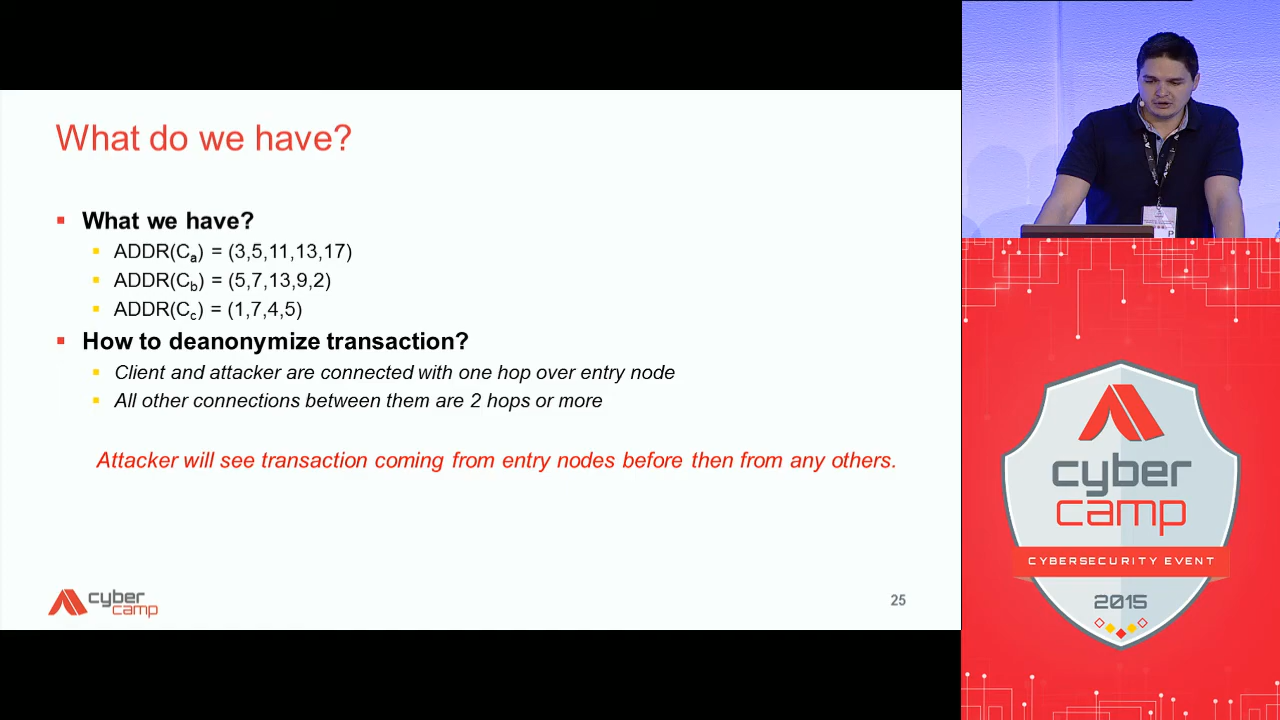 What do we have?
What we have?
ADDR(Ca) = (3,5,11,13,17)
ADDR(Cb) = (5,7,13,9,2)
ADDR(Cc) = (1,7,4,5)
How to deanonymize transaction?
Client and attacker are connected with one hop over entry node
All other connections between them are 2 hops or more
Attacker will see transaction coming from entry nodes before then from any others.
cyber
camp
25
P
cyber
camp
CYBERSECURITY EVENT
2015